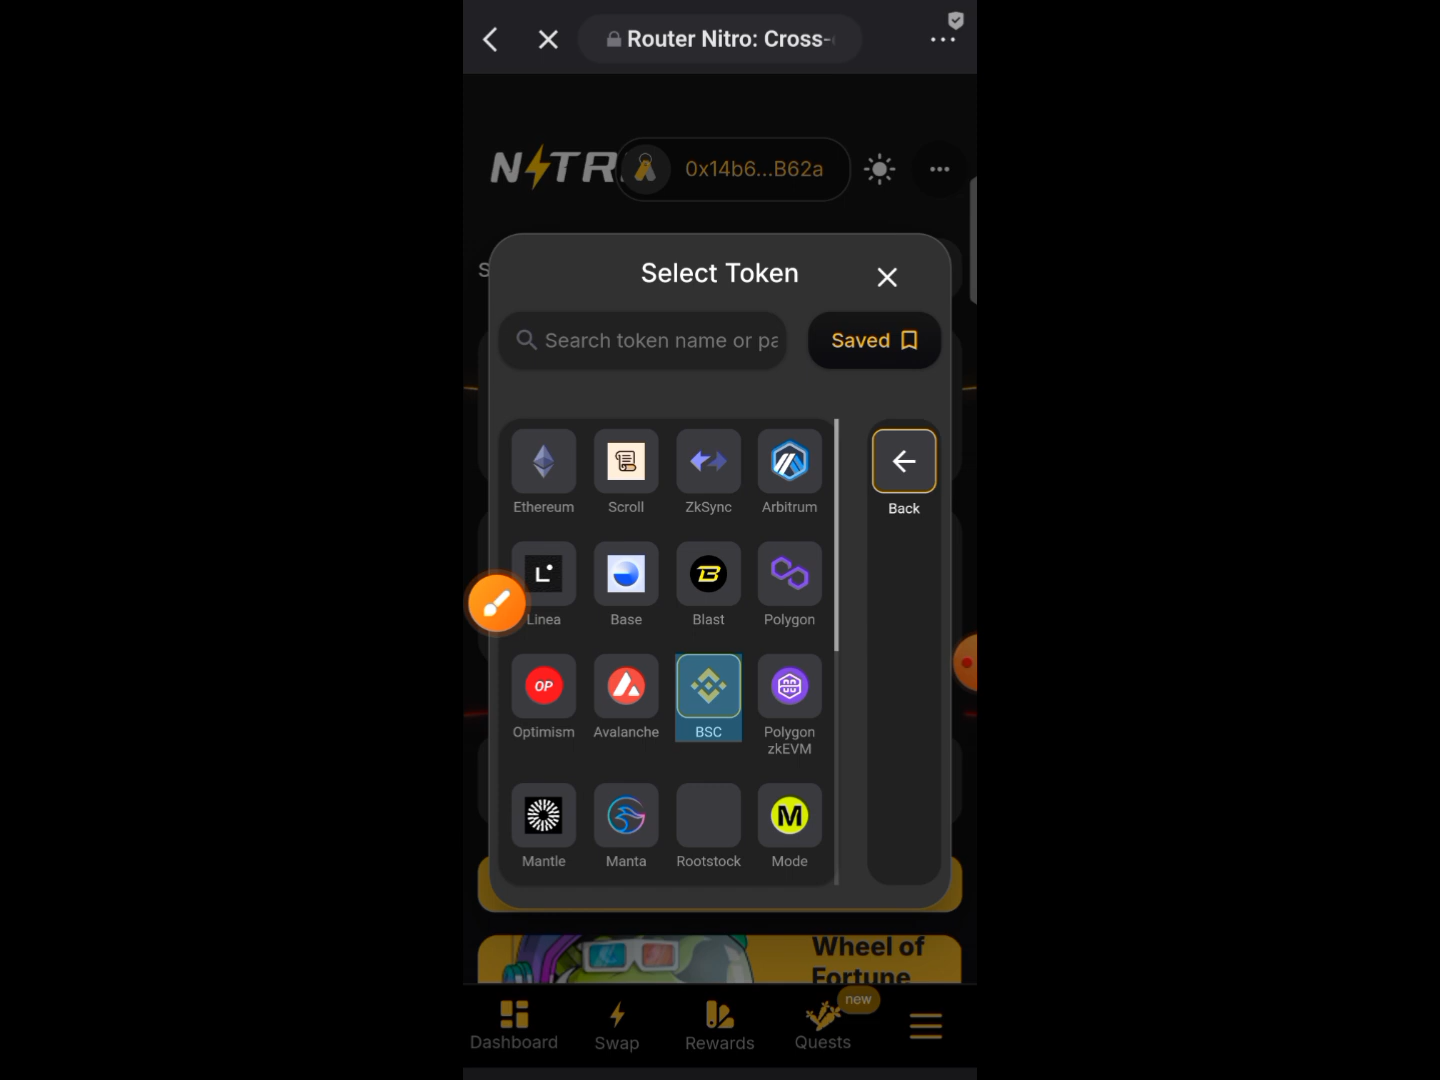 Router Nitro: Cross-
NITR
0x14b6...B62a
S
Select Token
Search token name or pa
Saved
Ethereum
Scroll
ZkSync
Arbitrum
Back
Linea
Base
Blast
Polygon
OP
Optimism
Avalanche
BSC
Polygon
zkEVM
Mantle
Manta
Rootstock
M
Mode
Wheel of
Fortune
new
Dashboard
Swap
Rewards
Quests